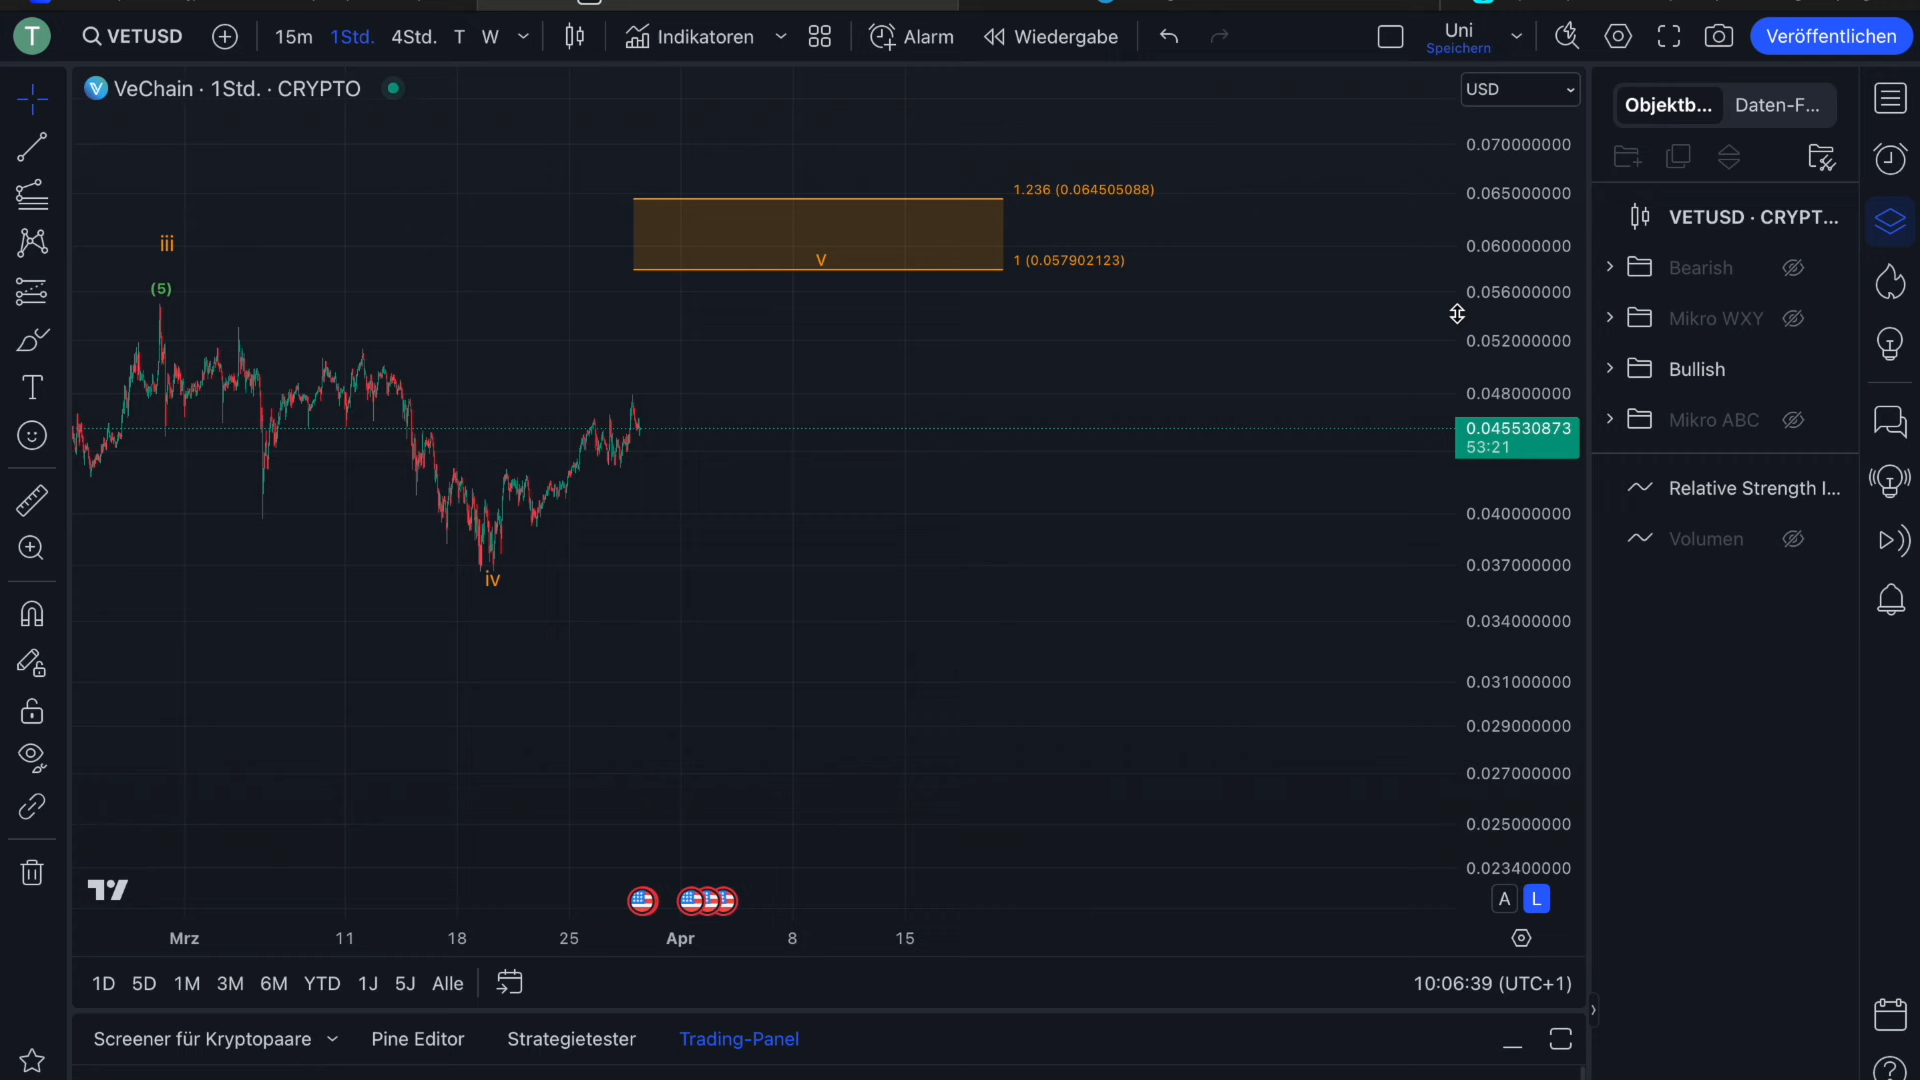 T
VETUSD
15m
1Std.
4Std.
T
W
Indikatoren
Alarm
Wiedergabe
Uni
Speichern
Veröffentlichen
VeChain · 1Std. · CRYPTO
USD
Objektb...
Daten-F...
VETUSD · CRYPT...
Bearish
Mikro WXY
Bullish
Mikro ABC
Relative Strength I...
Volumen
1.236 (0.064505088)
1 (0.057902123)
v
iii
(5)
iv
0.070000000
0.065000000
0.060000000
0.056000000
0.052000000
0.048000000
0.045530873
53:21
0.040000000
0.037000000
0.034000000
0.031000000
0.029000000
0.027000000
0.025000000
0.023400000
A
L
Mrz
11
18
25
Apr
8
15
1D
5D
1M
3M
6M
YTD
1J
5J
Alle
10:06:39 (UTC+1)
Screener für Kryptopaare
Pine Editor
Strategietester
Trading-Panel